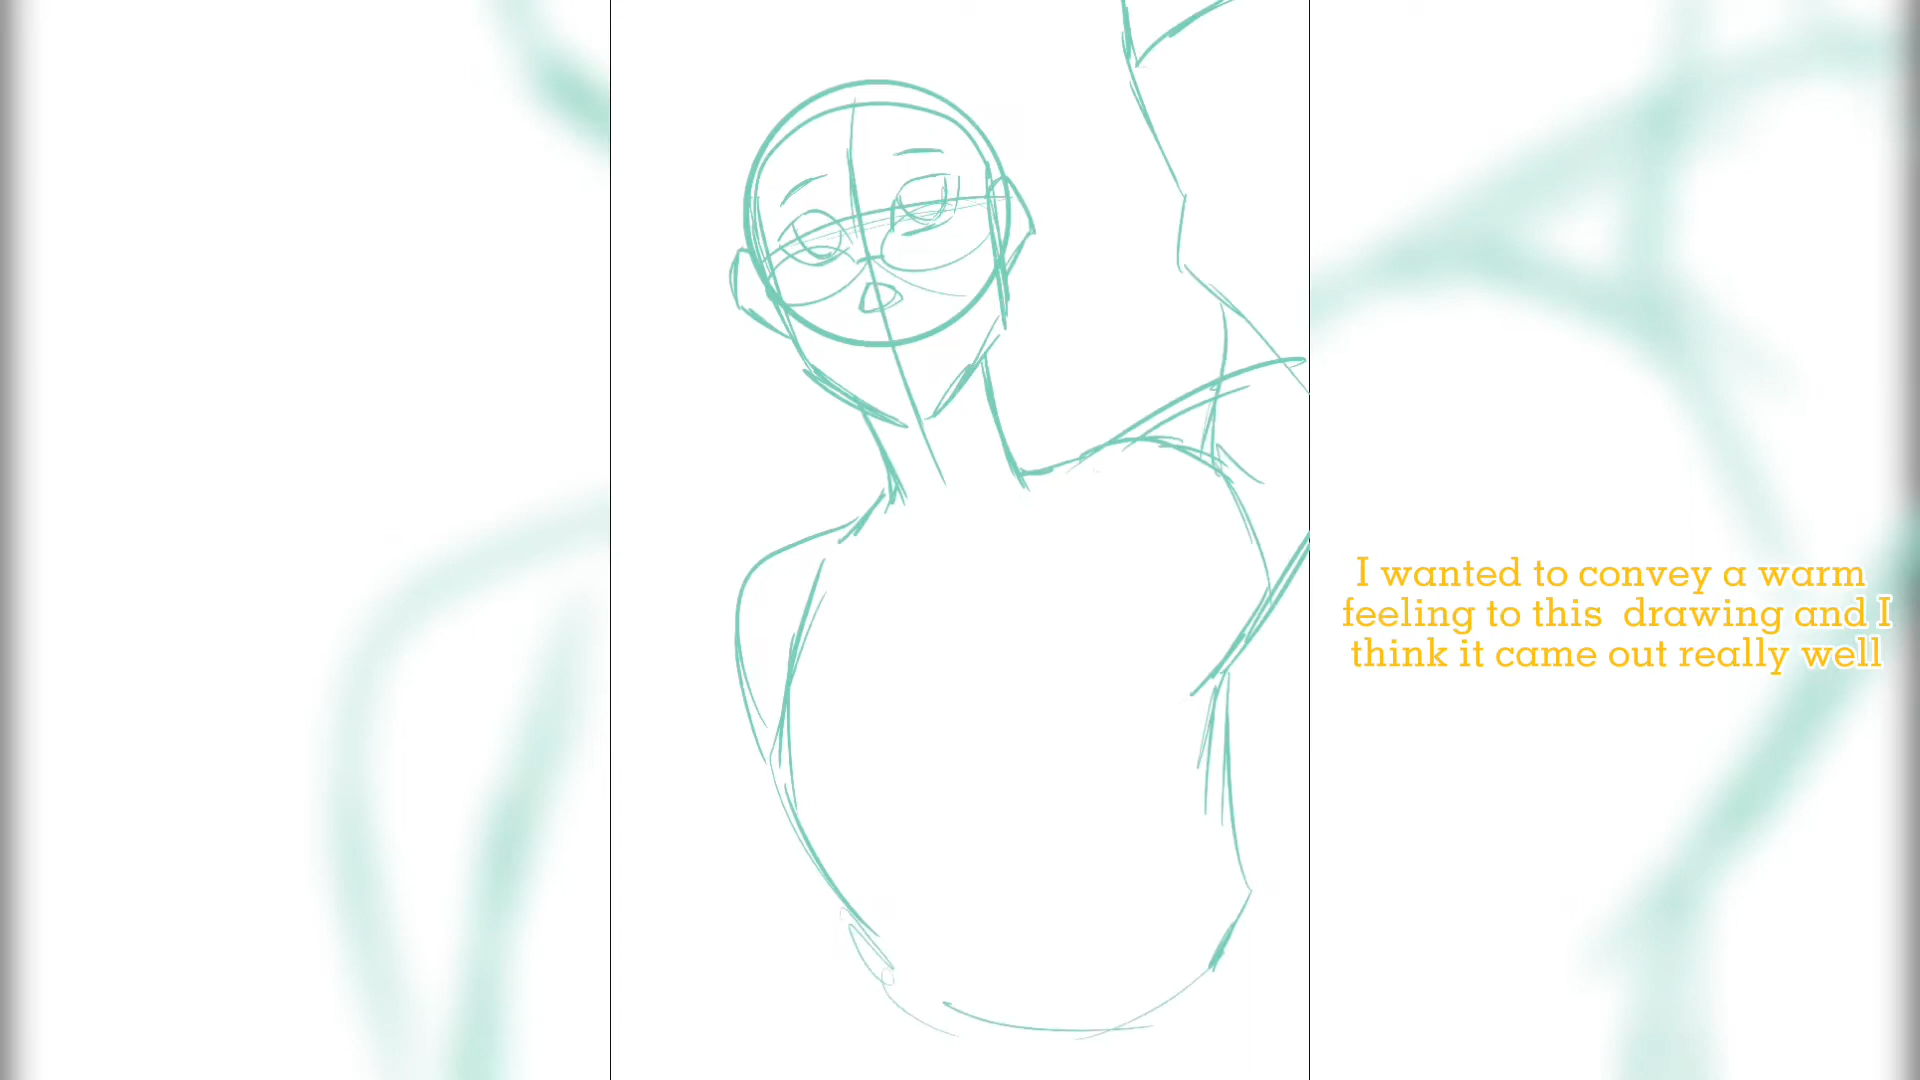 I wanted to convey a warm
feeling to this  drawing and I
think it came out really well